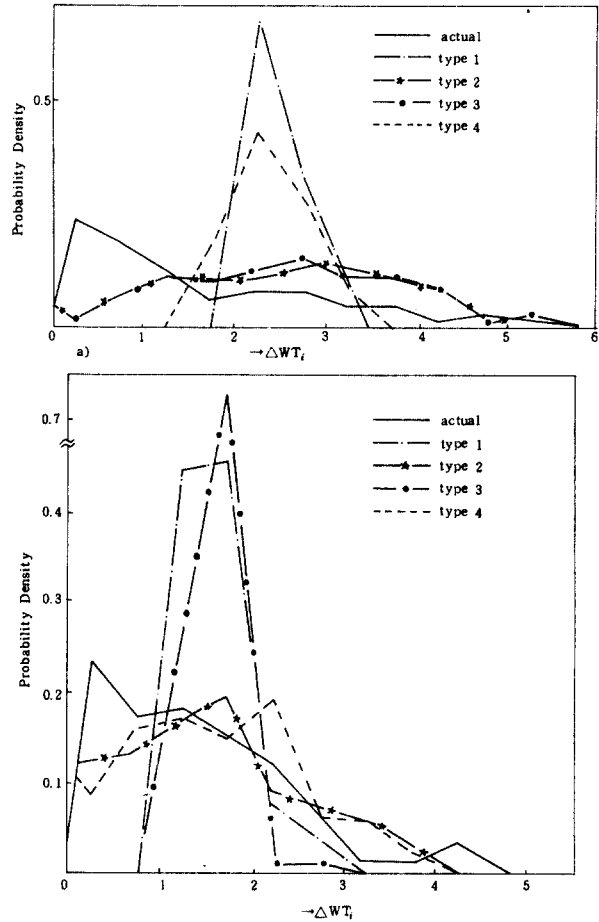 Probability Density
0.5
actual
type 1
type 2
type 3
type 4
1 2 3 4 5 6
a) →△WTi
Probability Density
0.7
0.4
0.3
0.2
0.1
actual
type 1
type 2
type 3
type 4
0 1 2 3 4 5
→△WTi